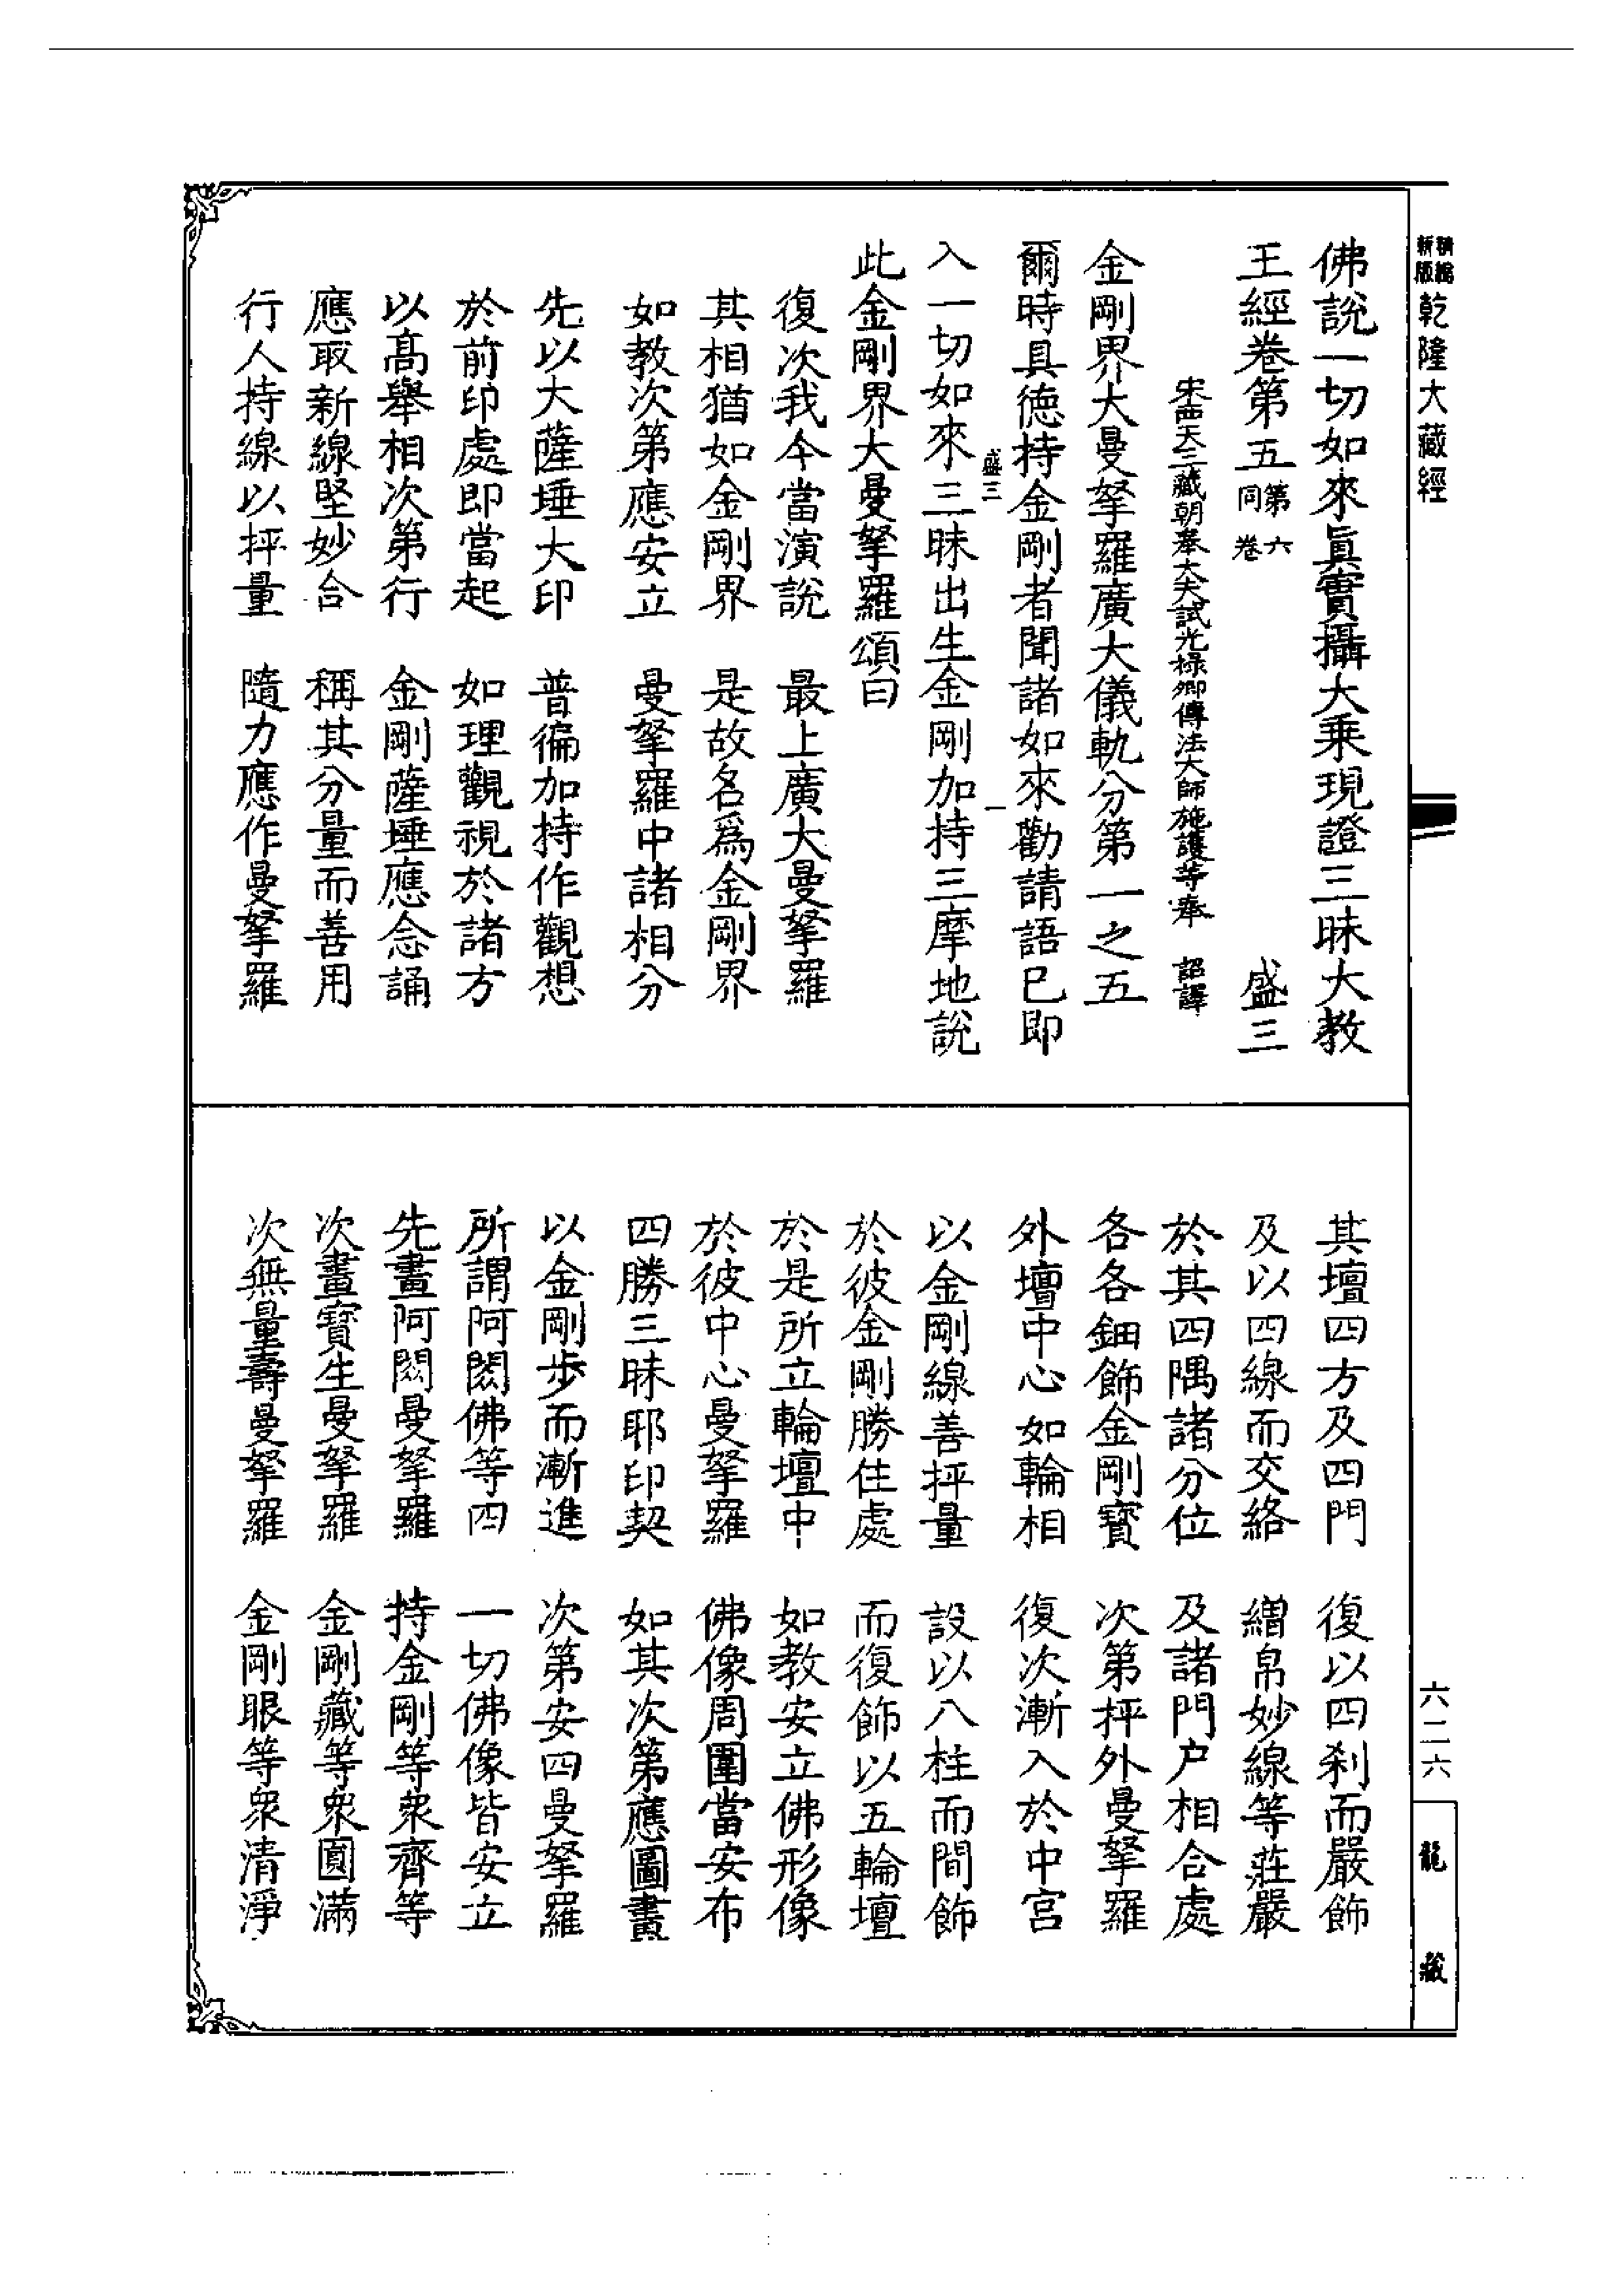 精裝新版
乾隆大藏經
佛說一切如來眞實攝大乘現證三昧大教
王經卷第五 第六同卷 盛三
宋西天三藏朝奉大夫試光祿卿傳法大師施護等奉 詔譯
金剛界大曼拏羅廣大儀軌分第一之五
爾時具德持金剛者聞諸如來勸請語已即
盛三 一
入一切如來三昧出生金剛加持三摩地說
此金剛界大曼拏羅頌曰
復次我今當演說 最上廣大曼拏羅
其相猶如金剛界 是故名爲金剛界
如教次第應安立 曼拏羅中諸相分
先以大薩埵大印 普徧加持作觀想
於前印處即當起 如理觀視於諸方
以高舉相次第行 金剛薩埵應念誦
應取新線堅妙合 稱其分量而善用
行人持線以抨量 隨力應作曼拏羅
其壇四方及四門 復以四刹而嚴飾
及以四線而交絡 繒帛妙線等莊嚴
於其四隅諸分位 及諸門户相合處
各各鈿飾金剛寶 次第抨外曼拏羅
外壇中心如輪相 復次漸入於中宮
以金剛線善抨量 設以八柱而間飾
於彼金剛勝住處 而復飾以五輪壇
於是所立輪壇中 如教安立佛形像
於彼中心曼拏羅 佛像周圍當安布
四勝三昧耶印契 如其次第應圖畫
以金剛步而漸進 次第安四曼拏羅
所謂阿閦佛等四 一切佛像皆安立
先畫阿閦曼拏羅 持金剛等衆齊等
次畫寶生曼拏羅 金剛藏等衆圓滿
次無量壽曼拏羅 金剛眼等衆清淨
六二六
龍藏